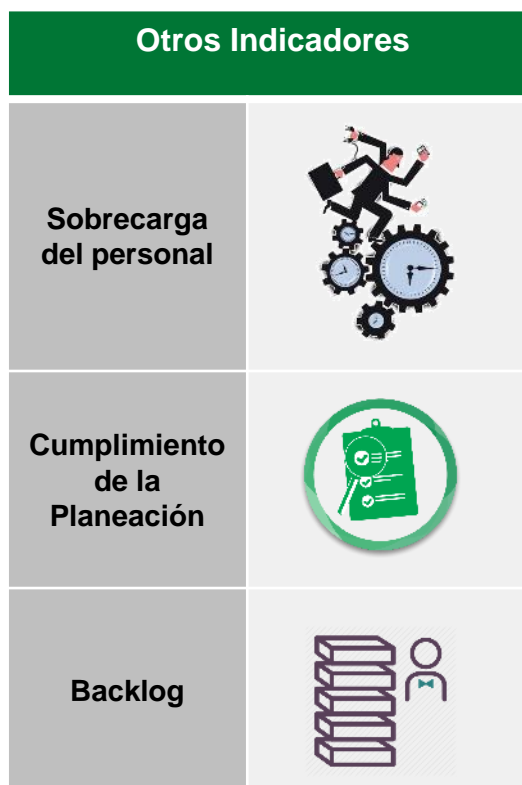 Otros Indicadores
Sobrecarga
del personal
Cumplimiento
de la
Planeación
Backlog